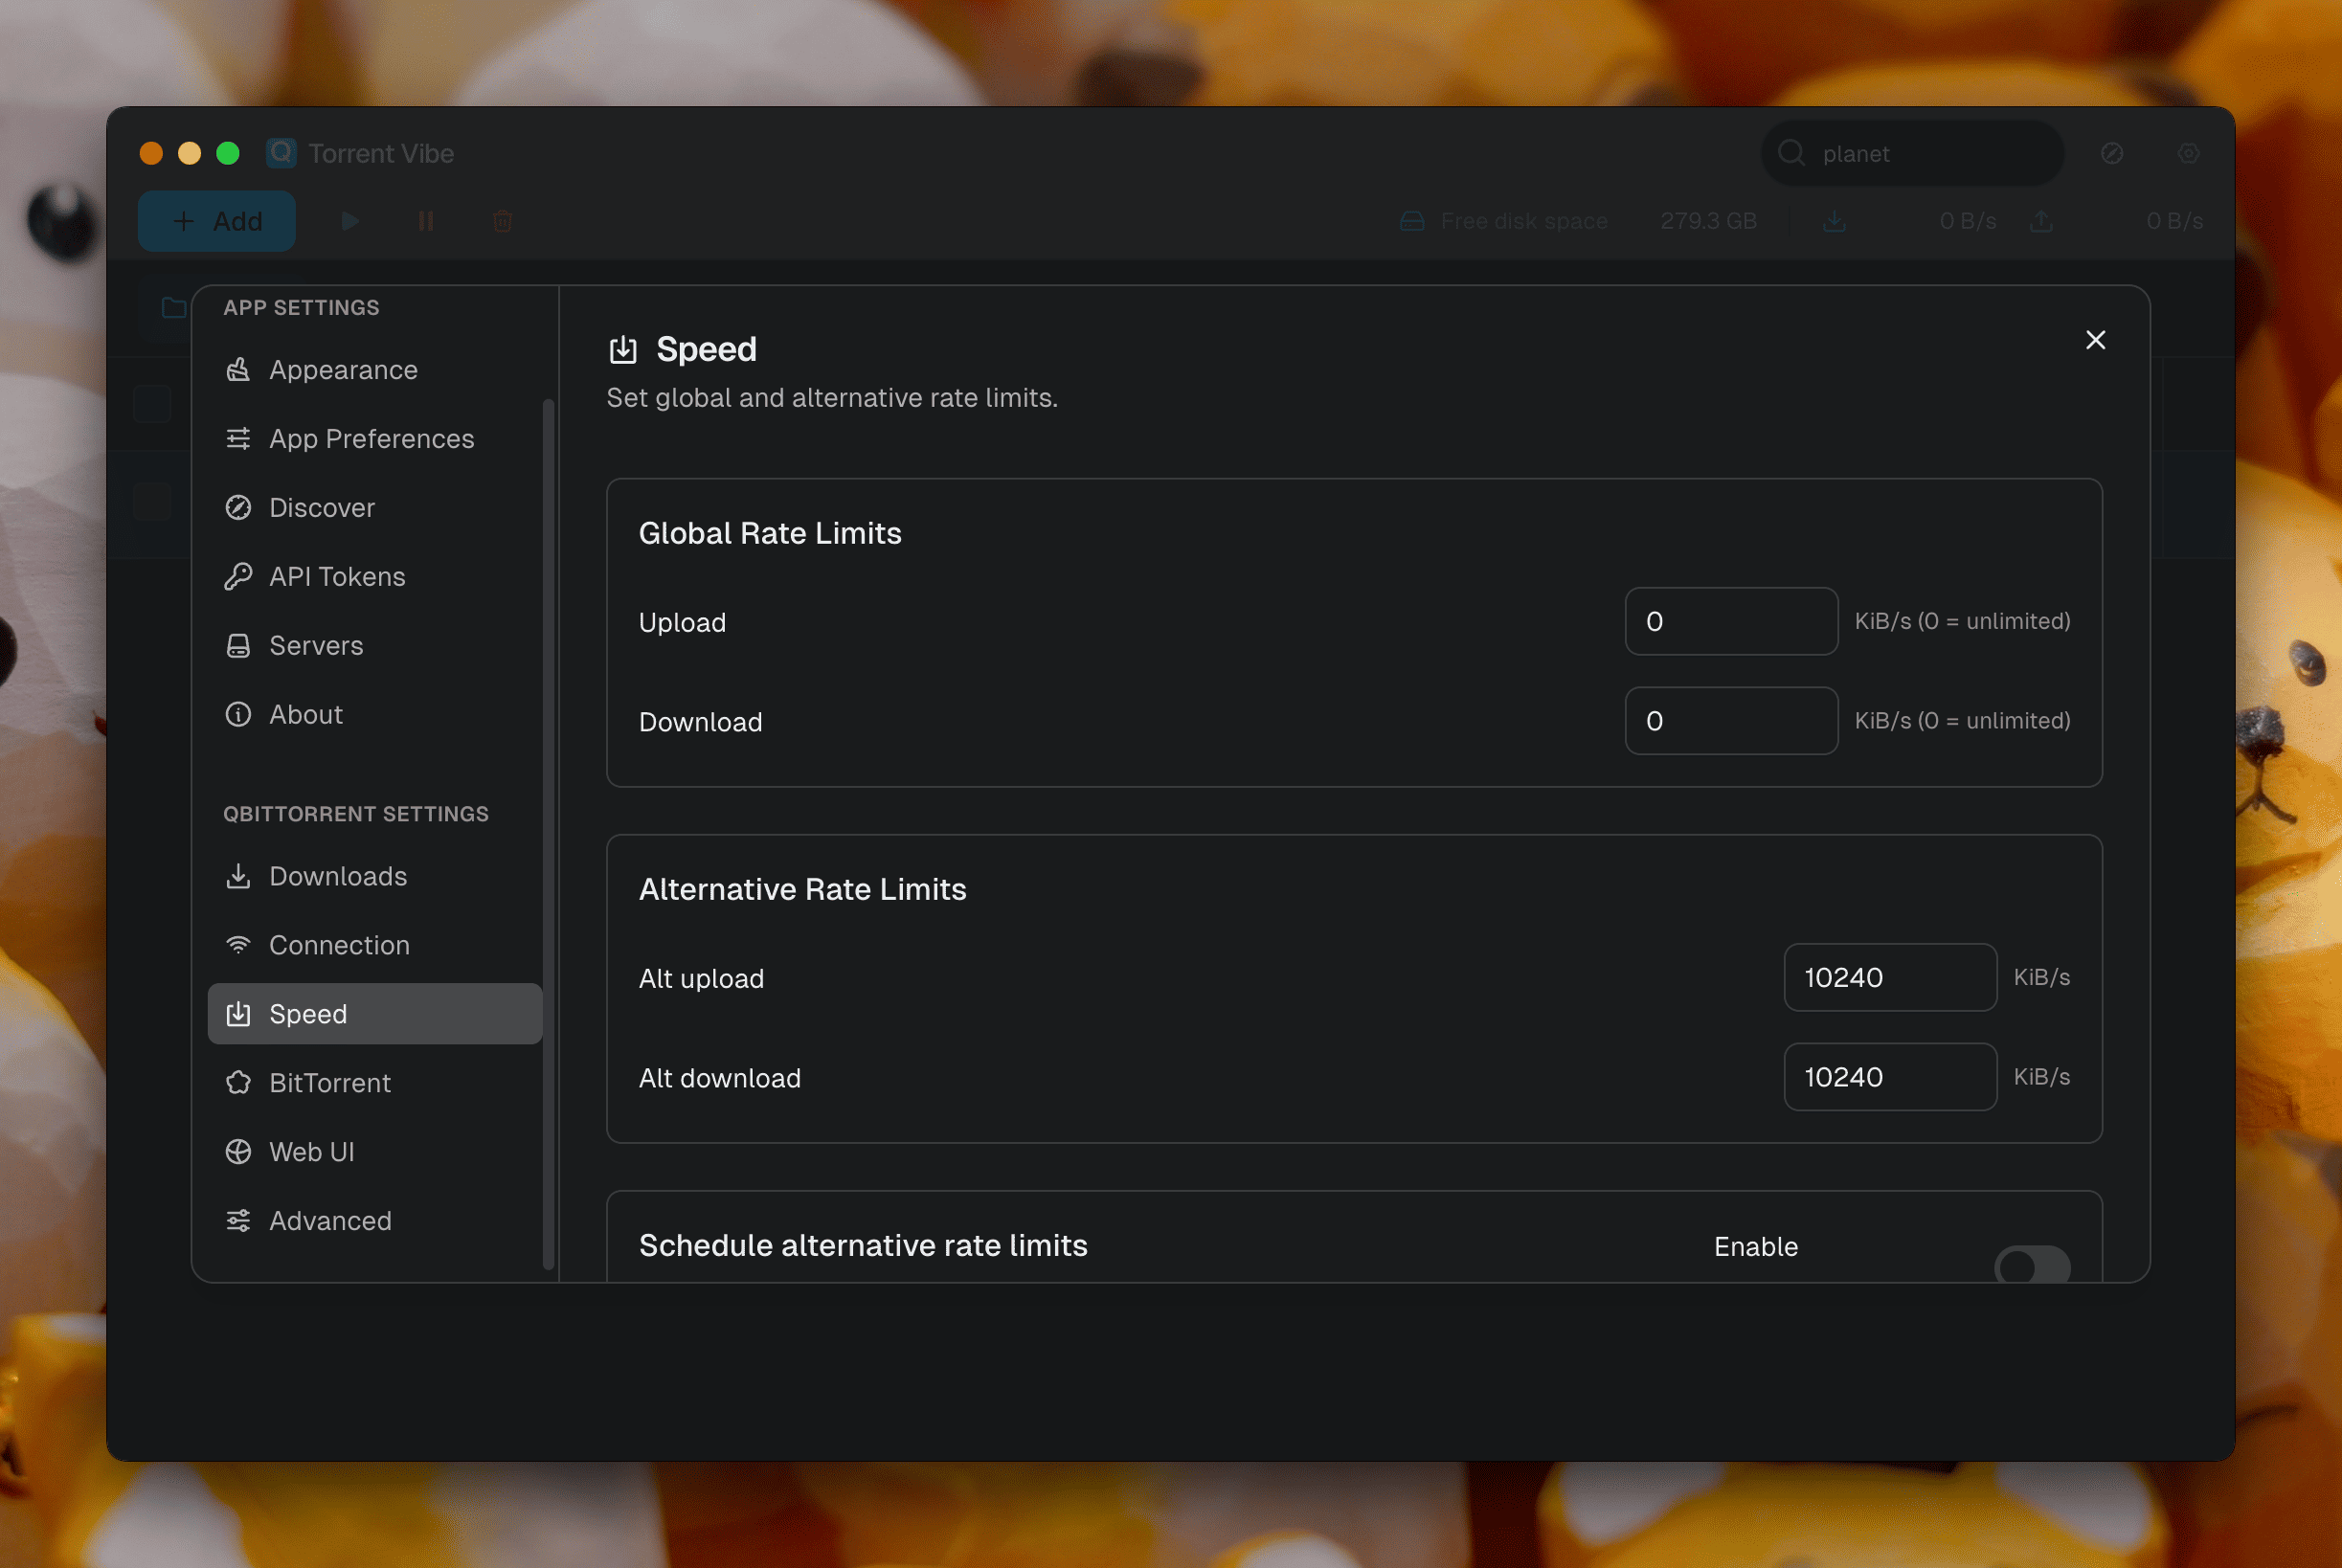 Torrent Vibe
planet
Add
Free disk space 279.3 GB 0 B/s 0 B/s
APP SETTINGS
Appearance
App Preferences
Discover
API Tokens
Servers
About
QBITTORRENT SETTINGS
Downloads
Connection
Speed
BitTorrent
Web UI
Advanced
Speed
Set global and alternative rate limits.
Global Rate Limits
Upload 0 KiB/s (0 = unlimited)
Download 0 KiB/s (0 = unlimited)
Alternative Rate Limits
Alt upload 10240 KiB/s
Alt download 10240 KiB/s
Schedule alternative rate limits Enable